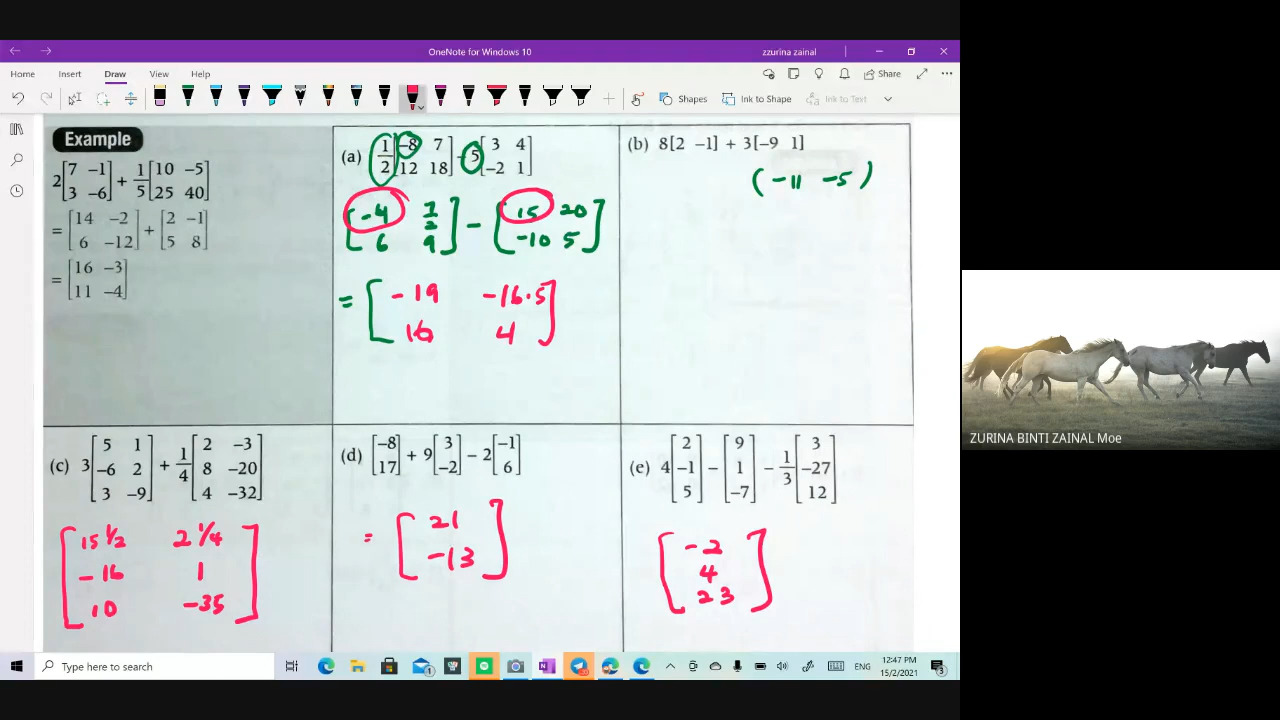 OneNote for Windows 10
zzurina zainal
Home Insert Draw View Help
Share
Shapes Ink to Shape Ink to Text
Example
2[7 −1 3 −6] + 1/5[10 −5 25 40]
= [14 −2 6 −12] + [2 −1 5 8]
= [16 −3 11 −4]
(a) 1/2[−8 7 12 18] − 5[3 4 −2 1]
[-4 7/2 6 9] - [15 20 -10 5]
= [-19 -16.5 16 4]
(b) 8[2 −1] + 3[−9 1]
(-11 -5)
(c) 3[5 1 −6 2 3 −9] + 1/4[2 −3 8 −20 4 −32]
[15 1/2 2 1/4 -16 1 10 -35]
(d) [−8 17] + 9[3 −2] − 2[−1 6]
= [21 -13]
(e) 4[2 −1 5] − [9 1 −7] − 1/3[3 −27 12]
[-2 4 23]
ZURINA BINTI ZAINAL Moe
Type here to search
ENG
12:47 PM
15/2/2021